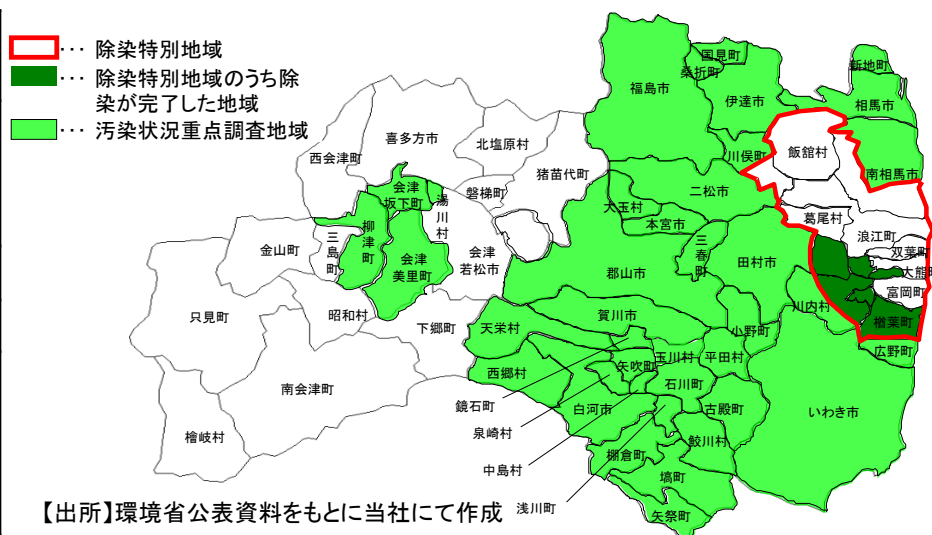 … 除染特別地域
… 除染特別地域のうち除
染が完了した地域
… 汚染状況重点調査地域
国見町
桑折町
新地町
福島市
伊達市
相馬市
喜多方市
北塩原村
西会津町
川俣町
飯舘村
猪苗代町
南相馬市
磐梯町
会津
坂下町
湯川村
二松市
大玉村
葛尾村
本宮市
柳津町
三島町
金山町
会津
若松市
会津
美里町
三春町
浪江町
双葉町
田村市
郡山市
大熊町
富岡町
川内村
只見町
昭和村
賀川市
下郷町
天栄村
小野町
楢葉町
広野町
玉川村
平田村
矢吹町
西郷村
石川町
南会津町
鏡石町
白河市
古殿町
いわき市
泉崎村
檜岐村
鮫川村
棚倉町
中島村
塙町
浅川町
矢祭町
【出所】環境省公表資料をもとに当社にて作成